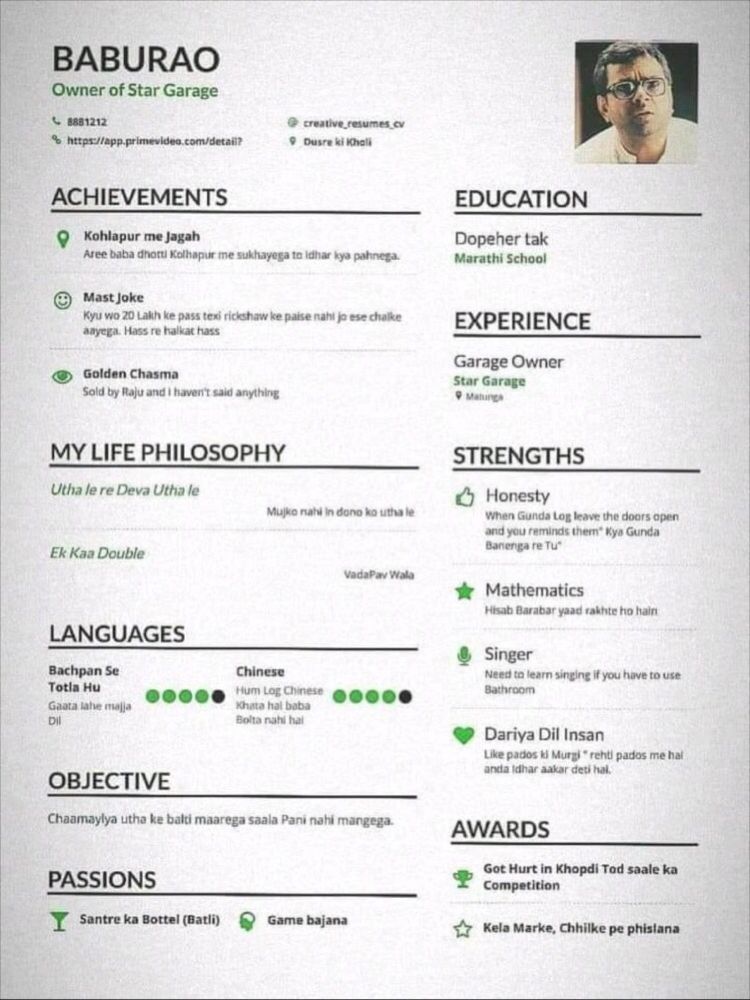 BABURAO
Owner of Star Garage
8881212
https://app.primevideo.com/detail?
creative_resumes_cv
Dusre ki Kholi
ACHIEVEMENTS
Kohlapur me Jagah
Aree baba dhotti Kolhapur me sukhayega to idhar kya pahnega.
Mast Joke
Kyu wo 20 Lakh ke pass texi rickshaw ke paise nahi jo ese chalke
aayega. Hass re halkat hass
Golden Chasma
Sold by Raju and I haven't said anything
MY LIFE PHILOSOPHY
Utha le re Deva Utha le
Mujko nahi in dono ko utha le
Ek Kaa Double
VadaPav Wala
LANGUAGES
Bachpan Se
Totla Hu
Gaata lahe majja
Dil
Chinese
Hum Log Chinese
Khata hai baba
Bolta nahi hai
OBJECTIVE
Chaamaylya utha ke balti maarega saala Pani nahi mangega.
PASSIONS
Santre ka Bottel (Batli)
Game bajana
EDUCATION
Dopeher tak
Marathi School
EXPERIENCE
Garage Owner
Star Garage
Matunga
STRENGTHS
Honesty
When Gunda Log leave the doors open
and you reminds them" Kya Gunda
Banenga re Tu"
Mathematics
Hisab Barabar yaad rakhte ho hain
Singer
Need to learn singing if you have to use
Bathroom
Dariya Dil Insan
Like pados ki Murgi " rehti pados me hai
anda Idhar aakar deti hai.
AWARDS
Got Hurt in Khopdi Tod saale ka
Competition
Kela Marke, Chhilke pe phislana